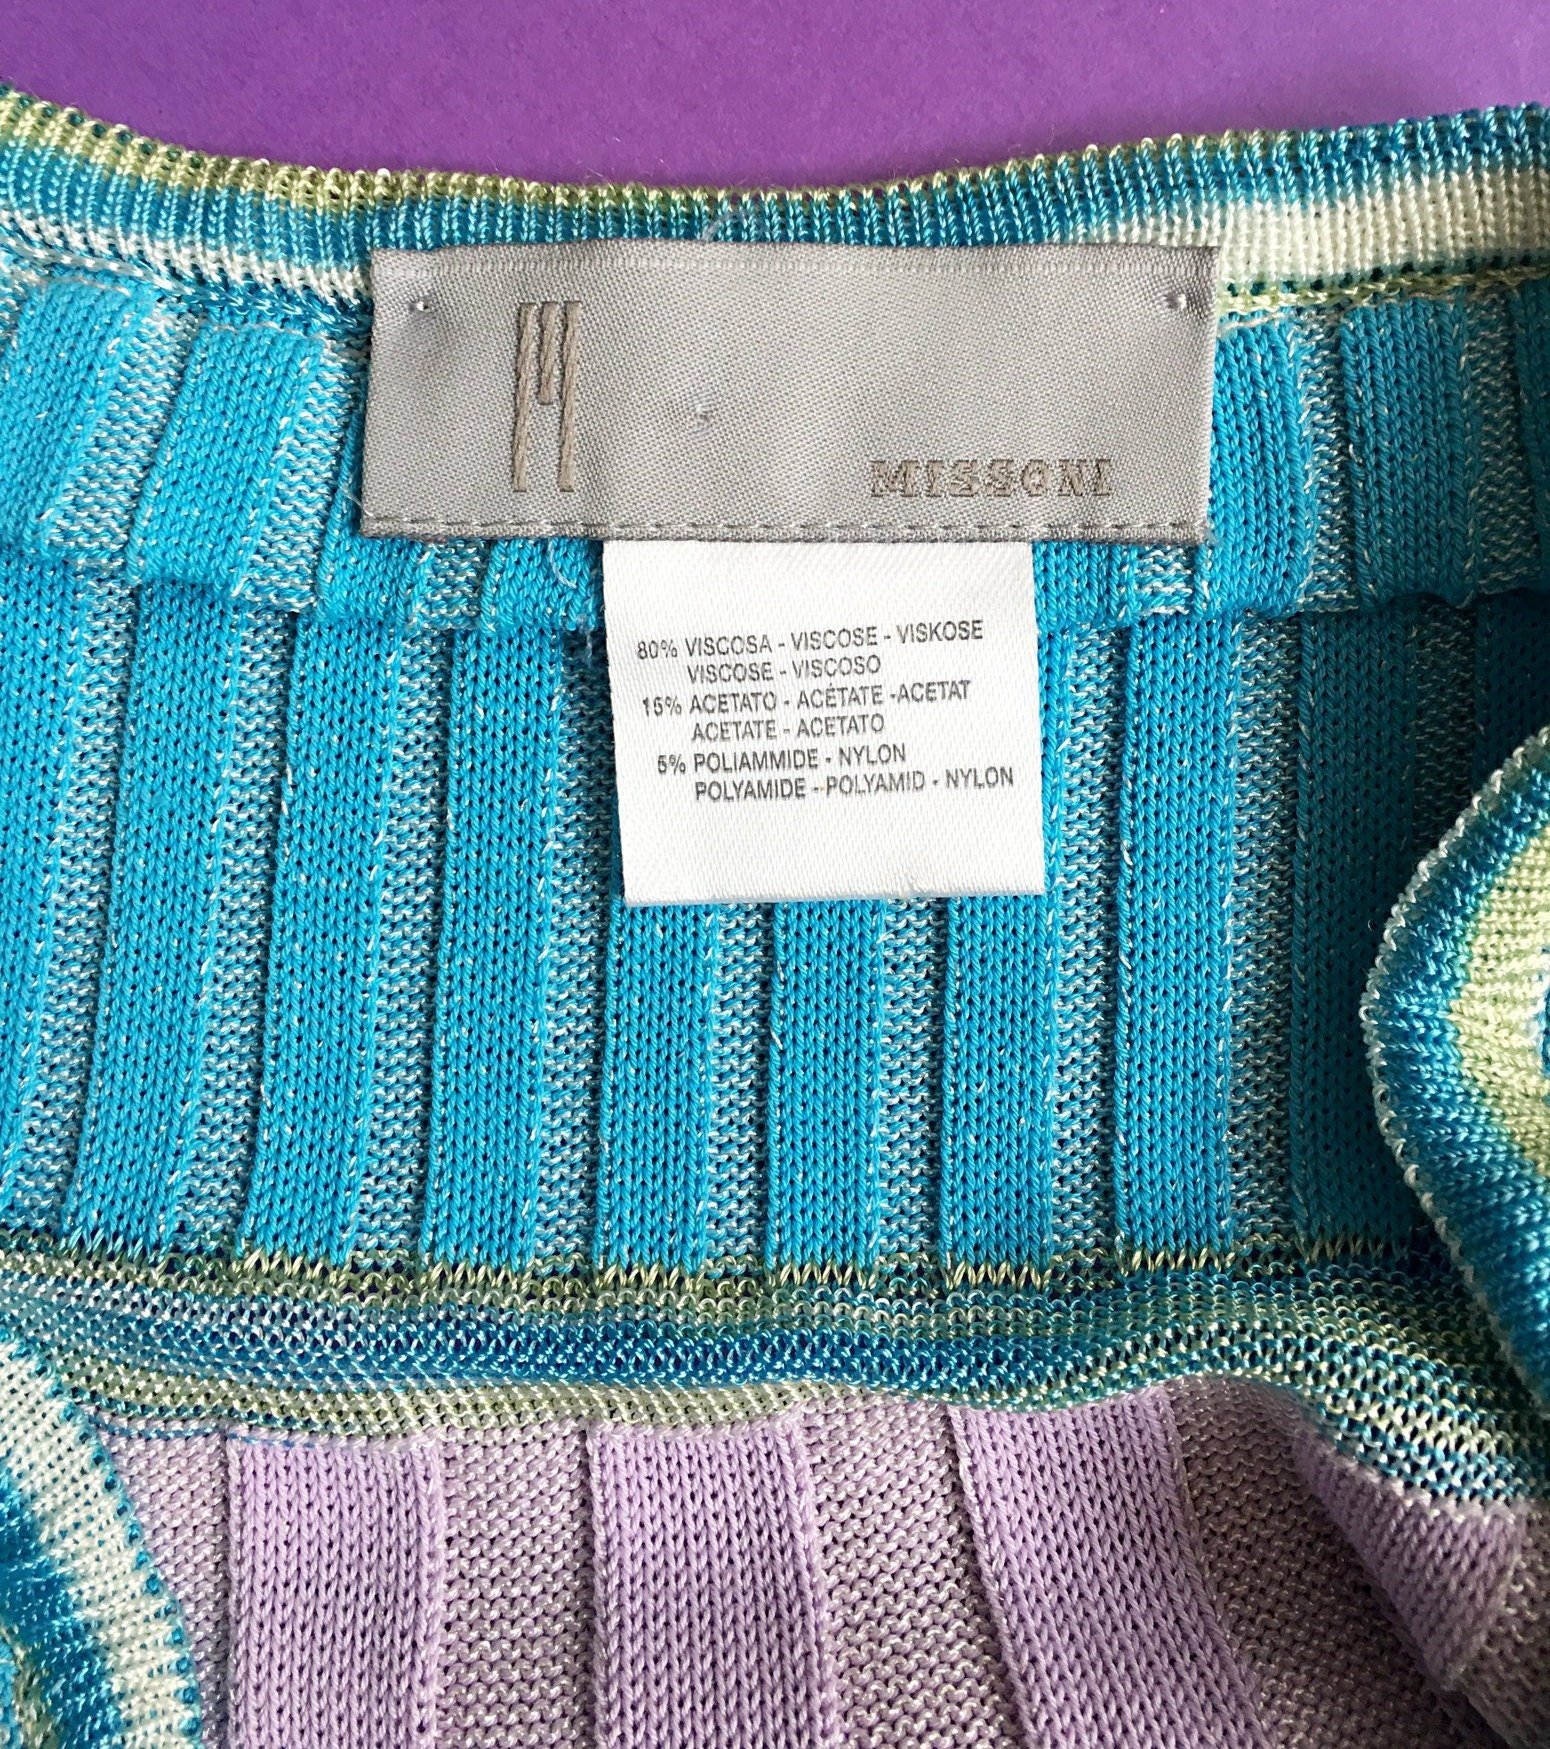 M
MISSONI
80% VISCOSA - VISCOSE - VISKOSE
VISCOSE - VISCOSO
15% ACETATO - ACÉTATE -ACETAT
ACETATE - ACETATO
5% POLIAMMIDE - NYLON
POLYAMIDE - POLYAMID - NYLON